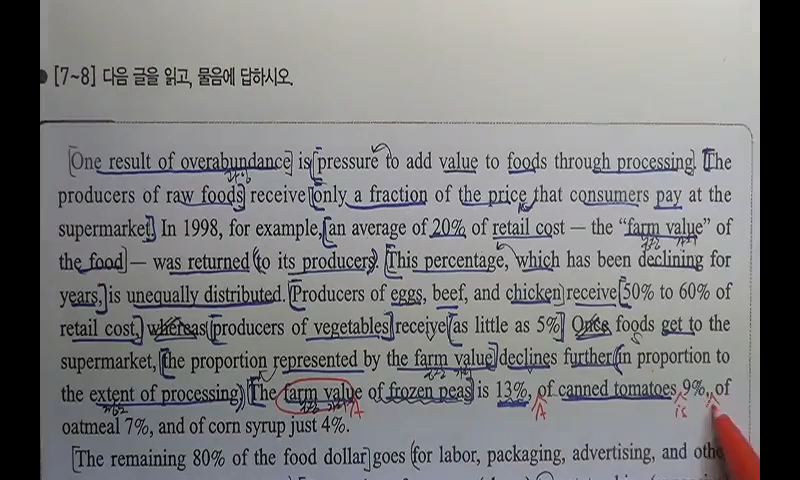 [7~8] 다음 글을 읽고, 물음에 답하시오.
One result of overabundance is pressure to add value to foods through processing. The
producers of raw foods receive only a fraction of the price that consumers pay at the
supermarket. In 1998, for example, an average of 20% of retail cost — the “farm value” of
the food — was returned to its producers. This percentage, which has been declining for
years, is unequally distributed. Producers of eggs, beef, and chicken receive 50% to 60% of
retail cost, whereas producers of vegetables receive as little as 5%. Once foods get to the
supermarket, the proportion represented by the farm value declines further in proportion to
the extent of processing. The farm value of frozen peas is 13%, of canned tomatoes 9%, of
A A is
oatmeal 7%, and of corn syrup just 4%.
The remaining 80% of the food dollar goes for labor, packaging, advertising, and othe